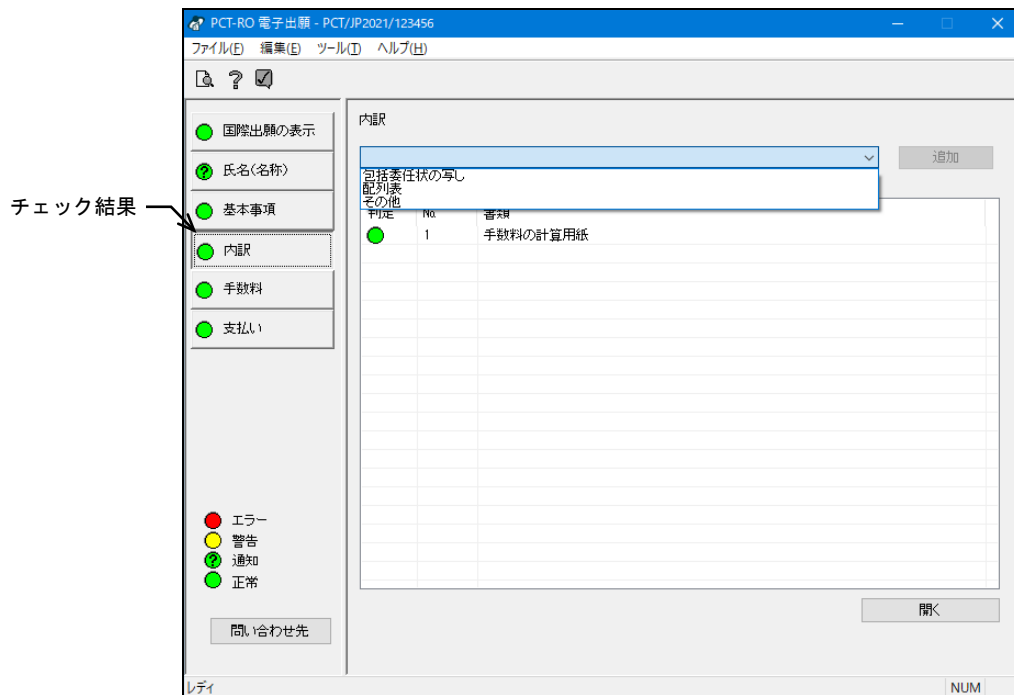 PCT-RO 電子出願 - PCT/JP2021/123456
ファイル(F) 編集(E) ツール(T) ヘルプ(H)
国際出願の表示
氏名(名称)
基本事項
内訳
手数料
支払い
チェック結果
エラー
警告
通知
正常
問い合わせ先
内訳
追加
包括委任状の写し
配列表
その他
判定 No. 書類
1 手数料の計算用紙
開く
レディ
NUM